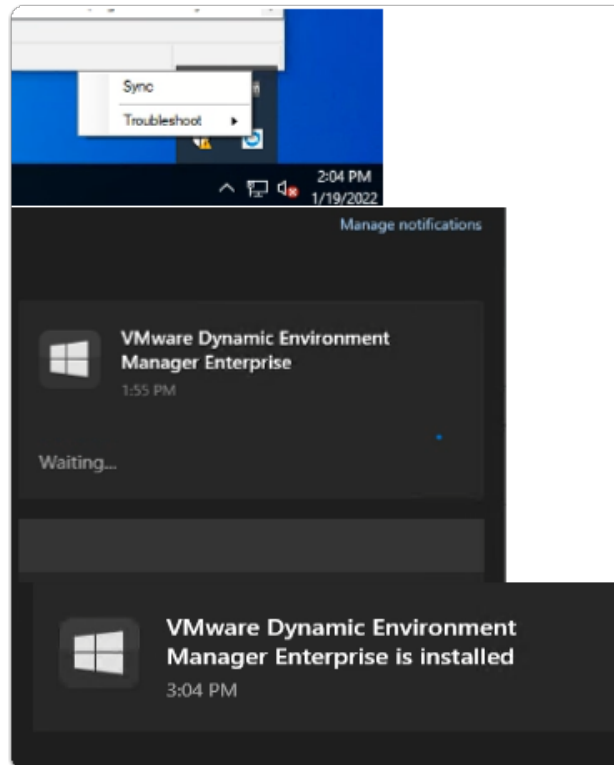 Sync
Troubleshoot
2:04 PM
1/19/2022
Manage notifications
VMware Dynamic Environment
Manager Enterprise
1:55 PM
Waiting...
VMware Dynamic Environment
Manager Enterprise is installed
3:04 PM